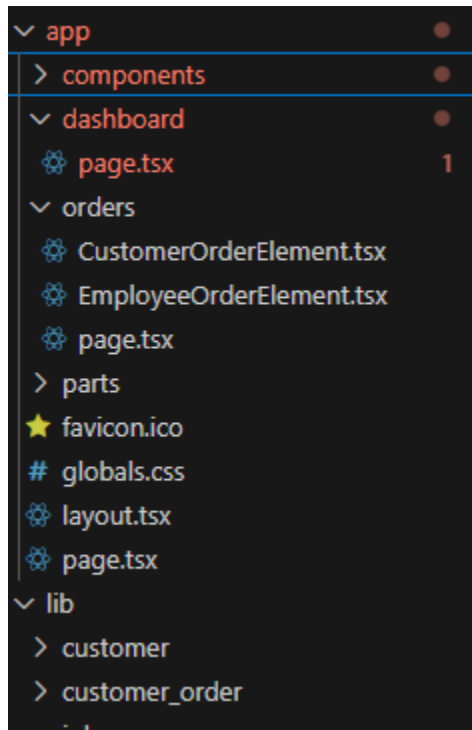 app
components
dashboard
page.tsx 1
orders
CustomerOrderElement.tsx
EmployeeOrderElement.tsx
page.tsx
parts
favicon.ico
# globals.css
layout.tsx
page.tsx
lib
customer
customer_order